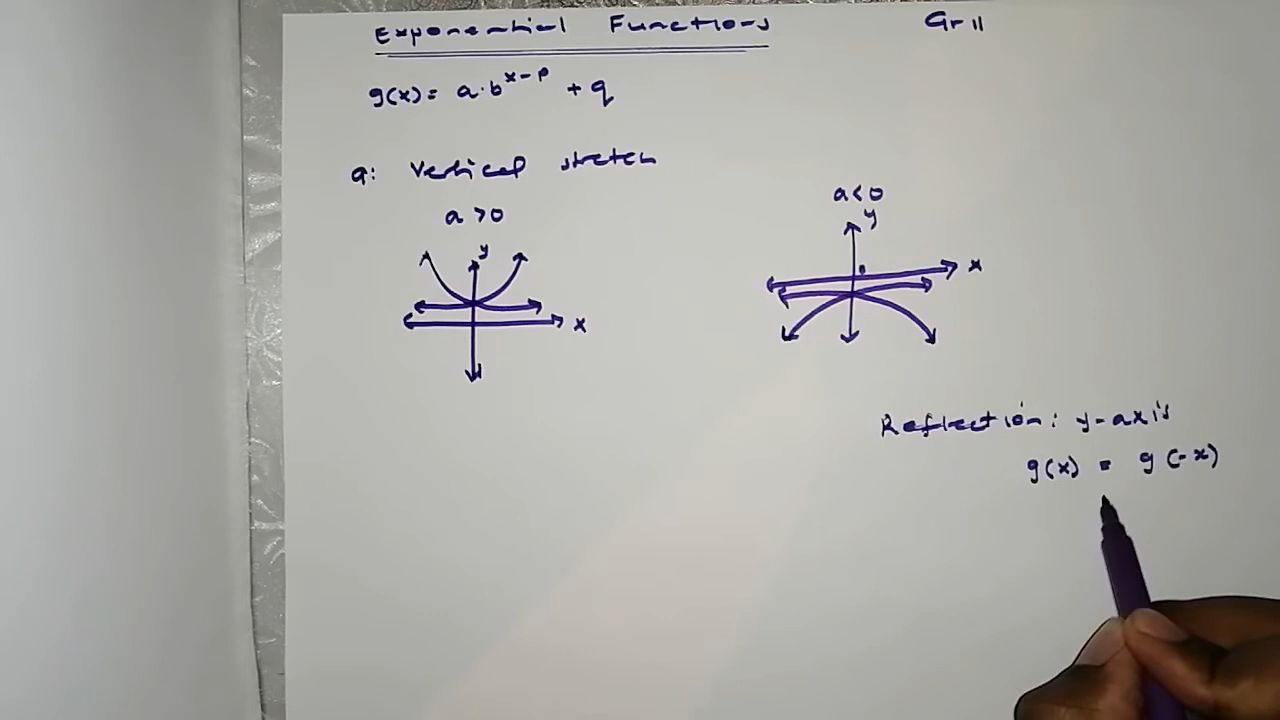 Exponential Functions Gr 11
g(x) = a·b^(x-p) + q
a: Vertical stretch
a > 0
y
x
a < 0
y
x
Reflection: y-axis
g(x) = g(-x)